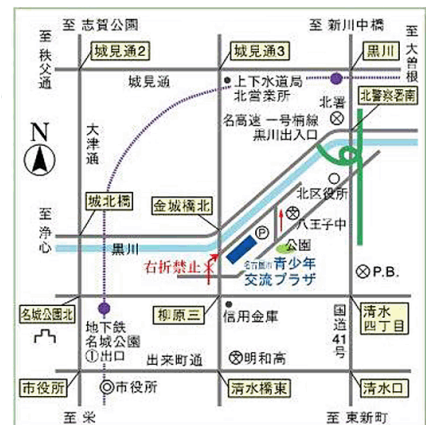 至志賀公園
至新川中橋
至秩父通
城見通2
城見通3
黒川
至大曽根
城見通
上下水道局
北営業所
北署
北警察署南
名高速 一号楠線
黒川出入口
N
大津通
城北橋
金城橋北
北区役所
至浄心
黒川
P
文
八王子中
公園
右折禁止
名古屋市 青少年
交流プラザ
P.B.
名城公園北
柳原三
信用金庫
国道41号
清水
四丁目
地下鉄
名城公園
①出口
出来町通
文明和高
市役所
市役所
清水橋東
清水口
至栄
至東新町